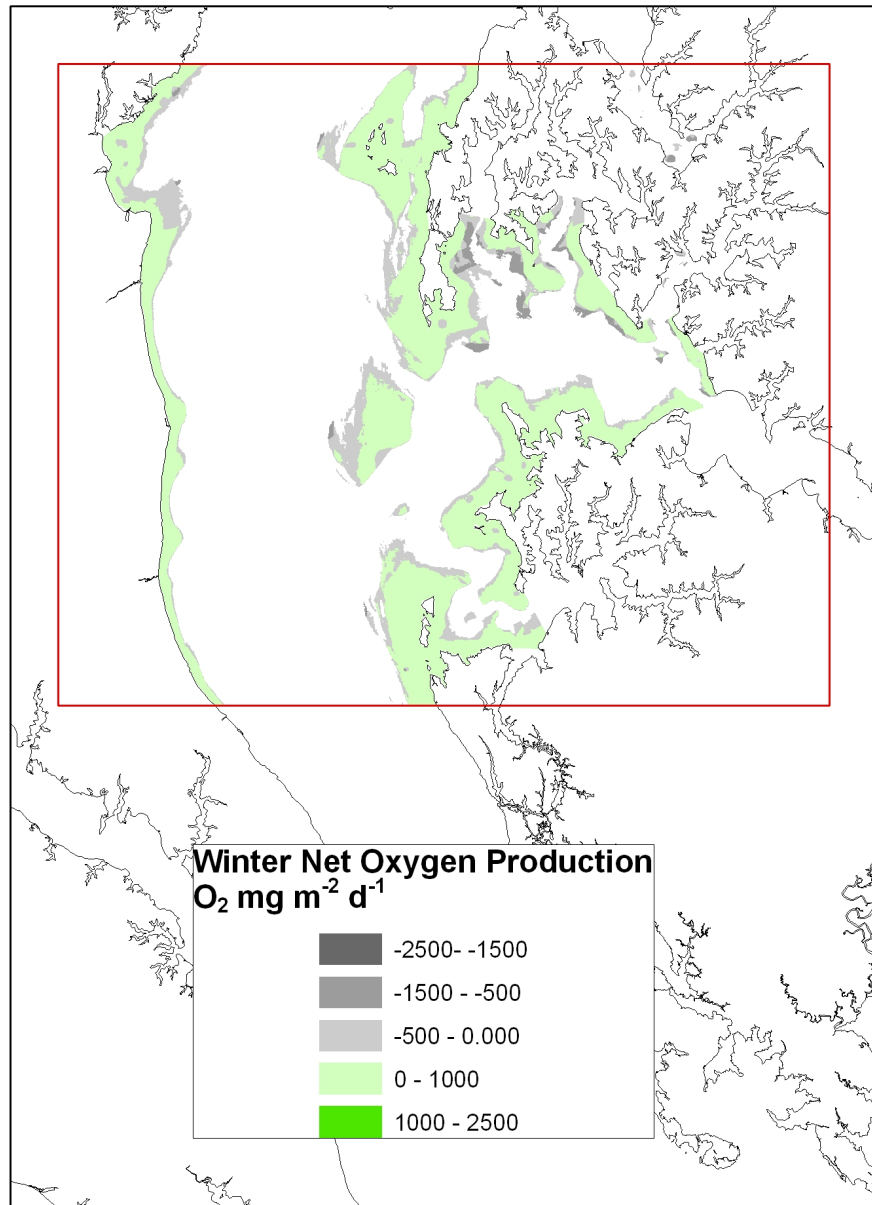 Winter Net Oxygen Production
O₂ mg m⁻² d⁻¹
-2500- -1500
-1500 - -500
-500 - 0.000
0 - 1000
1000 - 2500